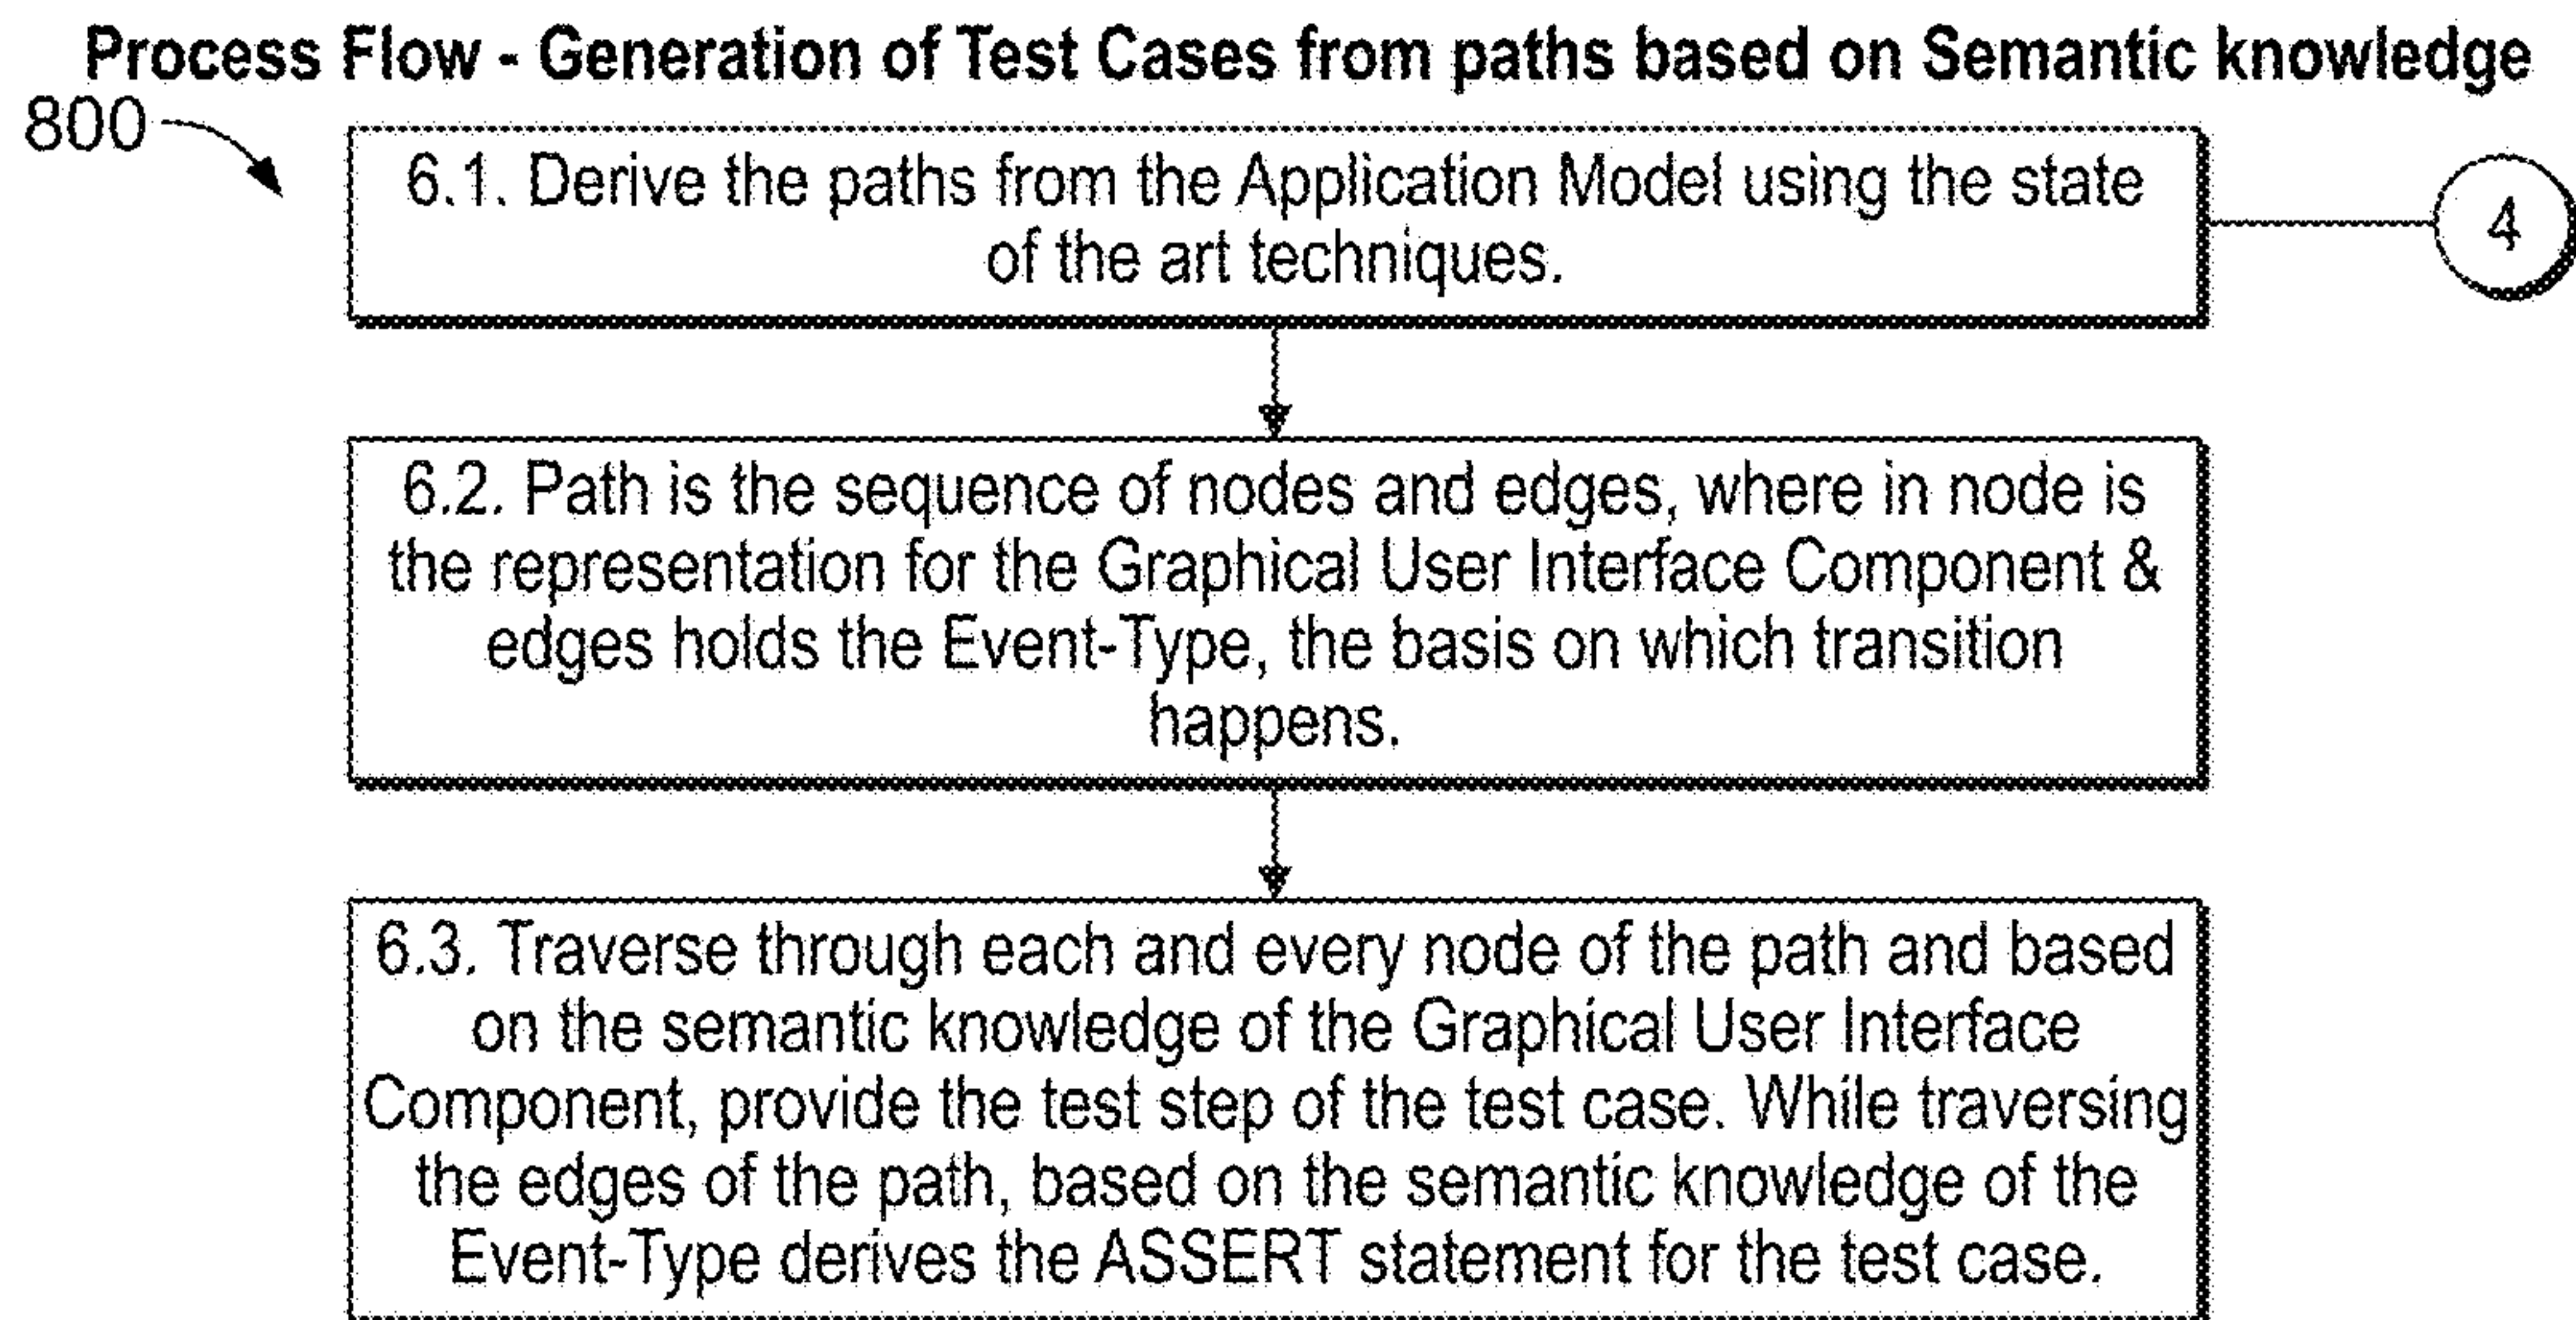 Process Flow - Generation of Test Cases from paths based on Semantic knowledge
800
6.1. Derive the paths from the Application Model using the state
of the art techniques.
4
6.2. Path is the sequence of nodes and edges, where in node is
the representation for the Graphical User Interface Component &
edges holds the Event-Type, the basis on which transition
happens.
6.3. Traverse through each and every node of the path and based
on the semantic knowledge of the Graphical User Interface
Component, provide the test step of the test case. While traversing
the edges of the path, based on the semantic knowledge of the
Event-Type derives the ASSERT statement for the test case.